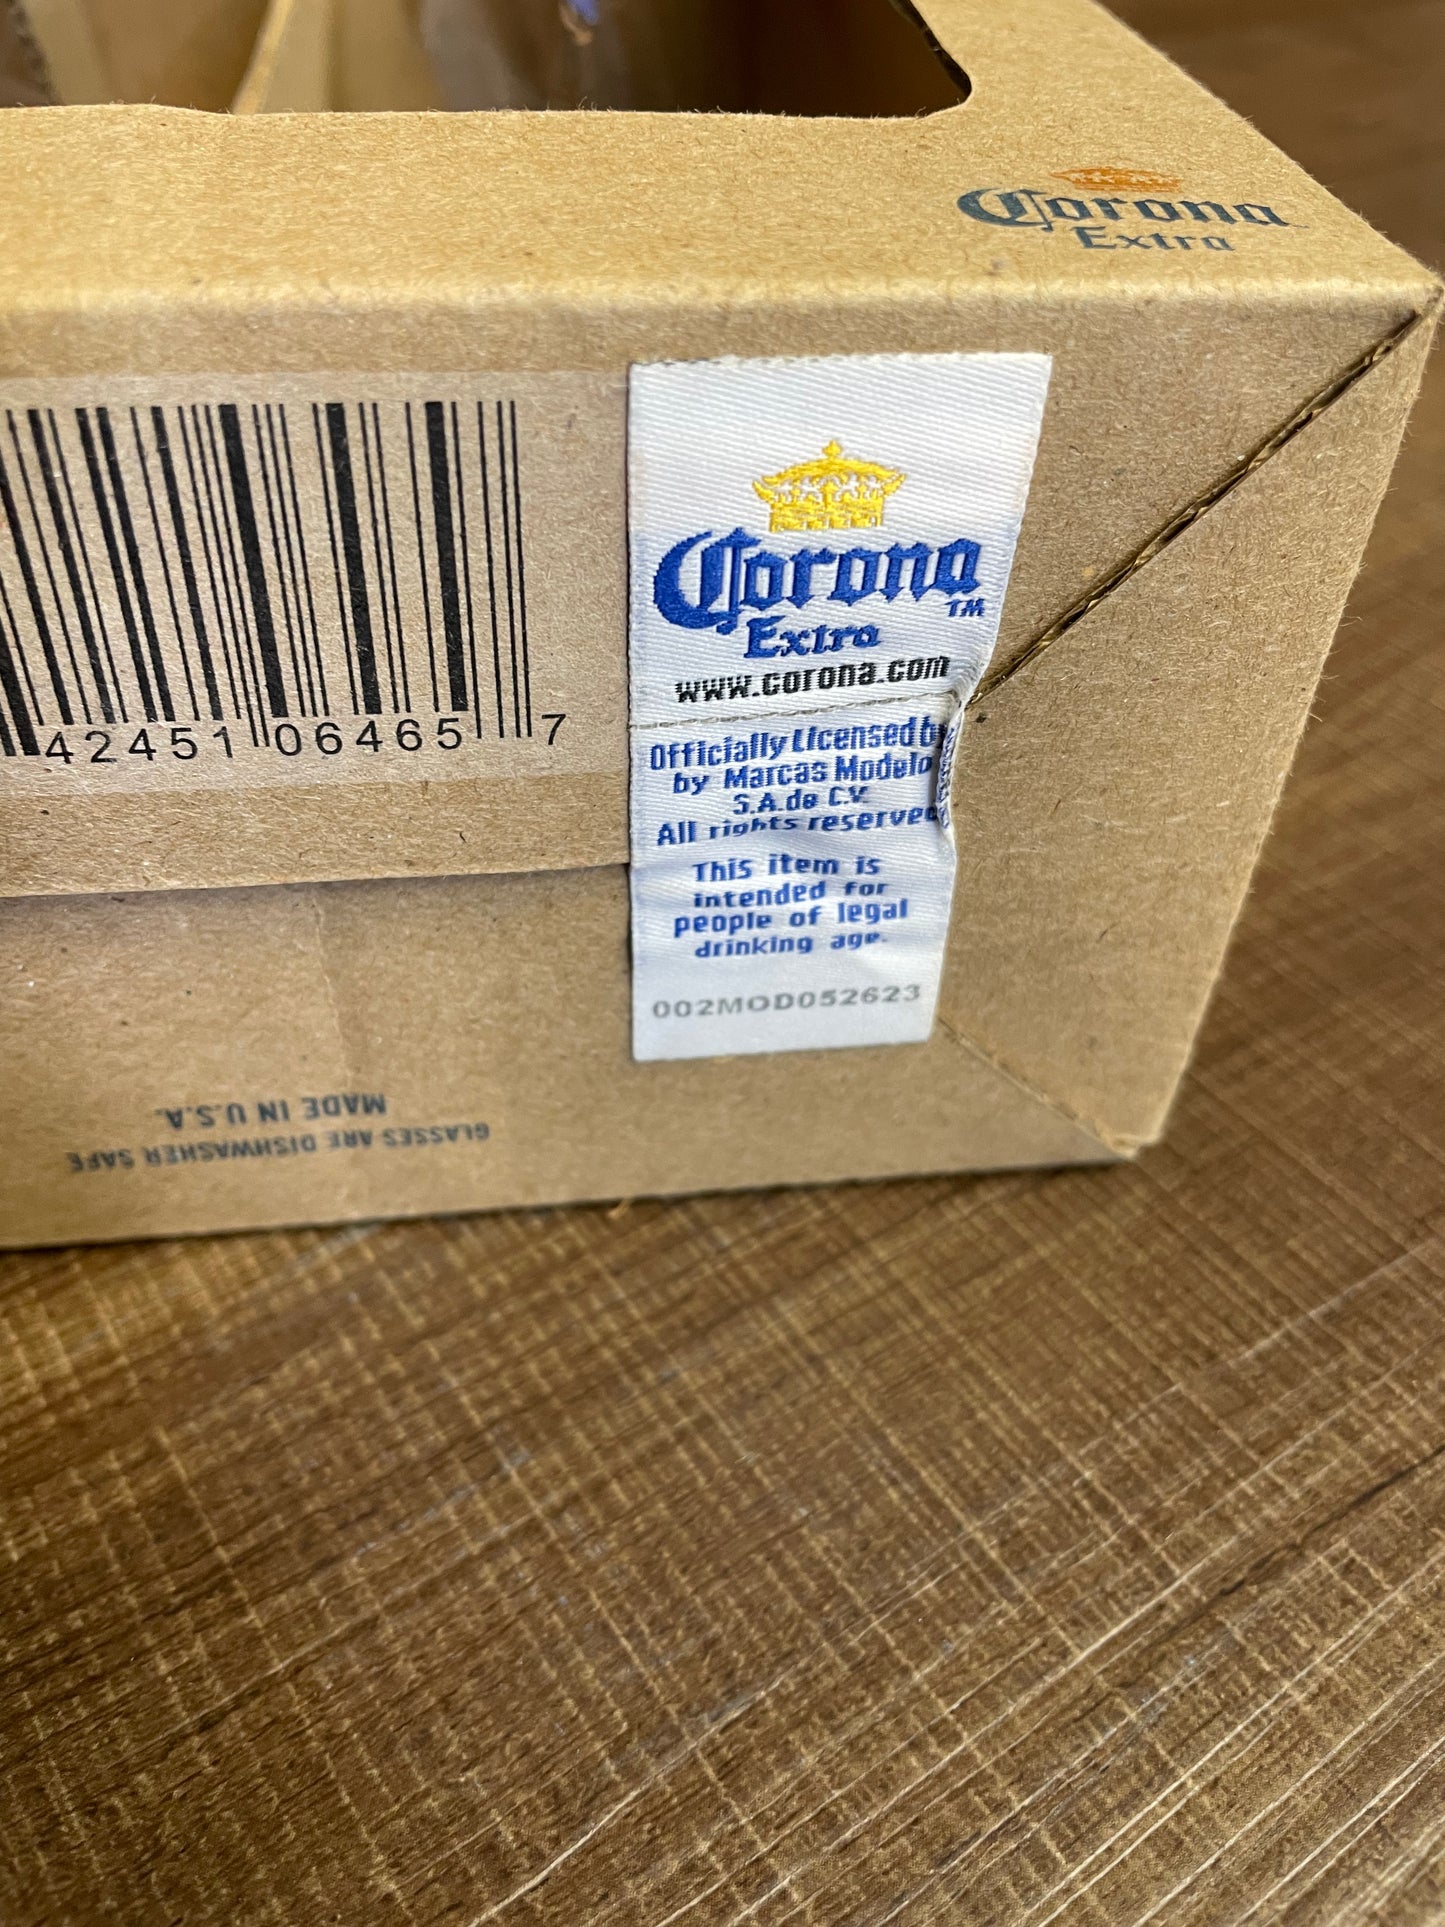 Corona
Extra
42451 06465 7
Corona
TM
Extra
www.corona.com
Officially Licensed b
by Marcas Modelo
S.A.de C.V.
All rights reserved
This item is
intended for
people of legal
drinking age.
002MOD052623
GLASSES ARE DISHWASHER SAFE
MADE IN U.S.A.